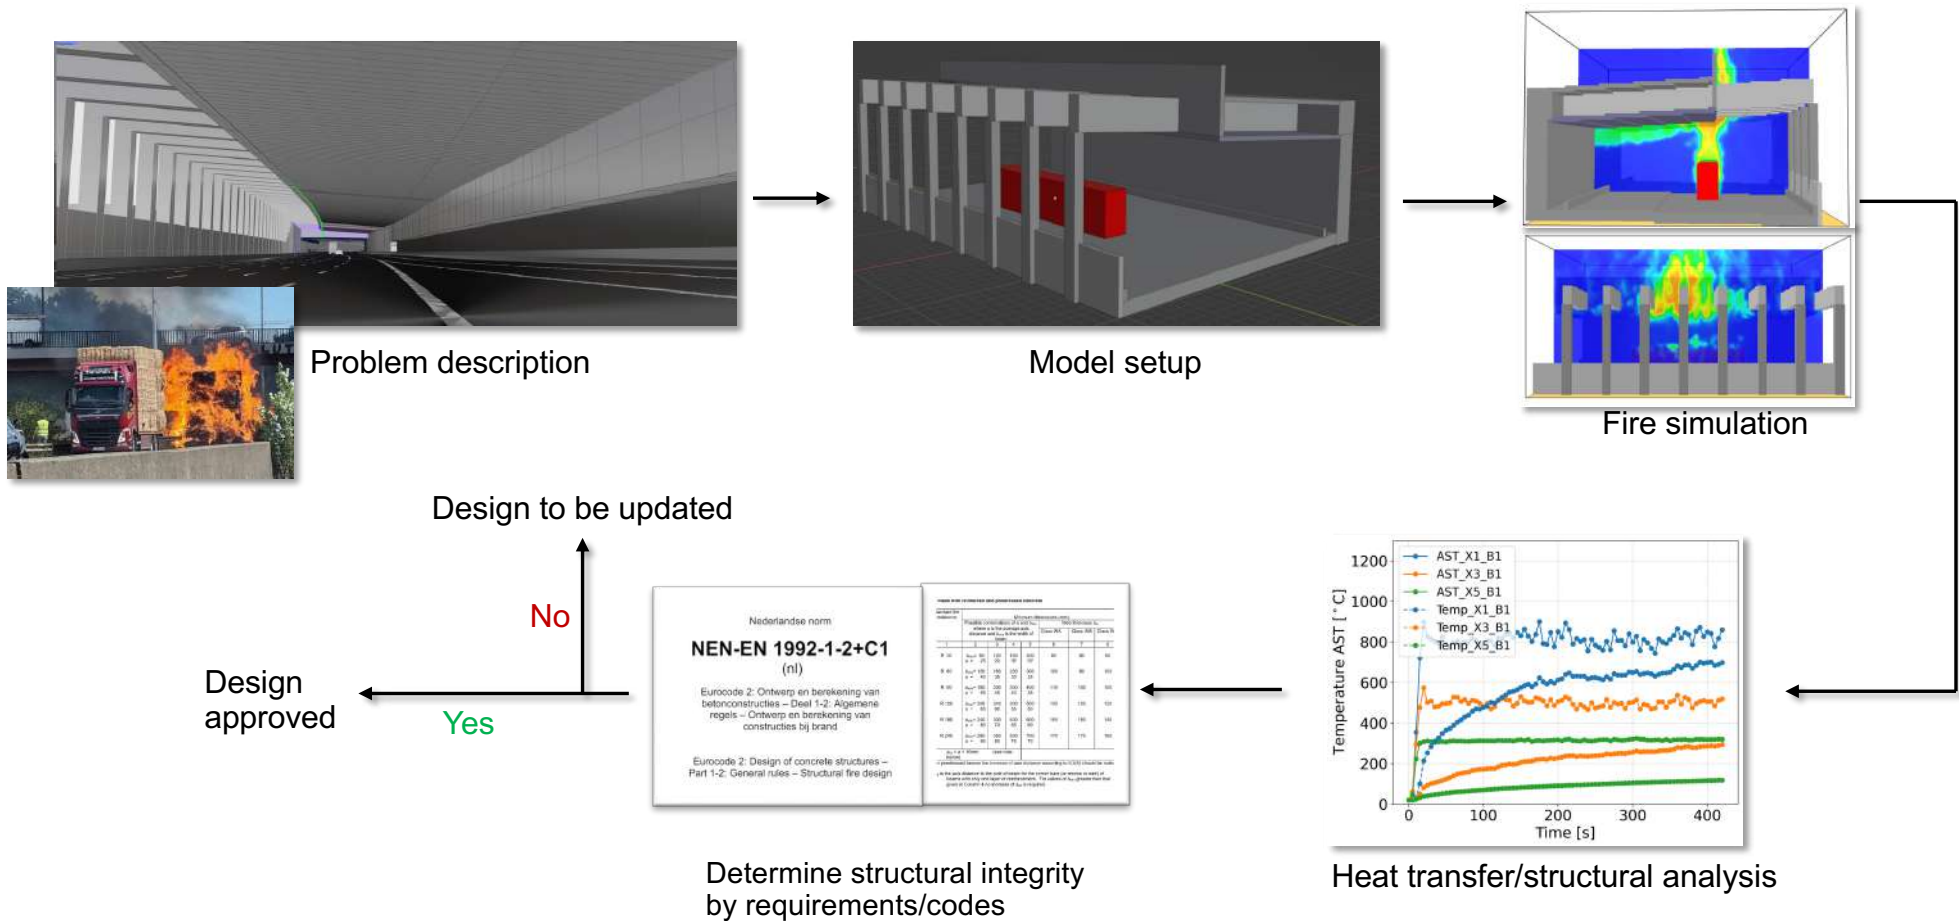 Problem description
Model setup
Fire simulation
Design to be updated
No
Yes
Design
approved
Nederlandse norm
NEN-EN 1992-1-2+C1
(nl)
Eurocode 2: Ontwerp en berekening van
betonconstructies – Deel 1-2: Algemene
regels – Ontwerp en berekening van
constructies bij brand
Eurocode 2: Design of concrete structures –
Part 1-2: General rules – Structural fire design
Determine structural integrity
by requirements/codes
Temperature AST [°C]
1200
1000
800
600
400
200
0
AST_X1_B1
AST_X3_B1
AST_X5_B1
Temp_X1_B1
Temp_X3_B1
Temp_X5_B1
0 100 200 300 400
Time [s]
Heat transfer/structural analysis